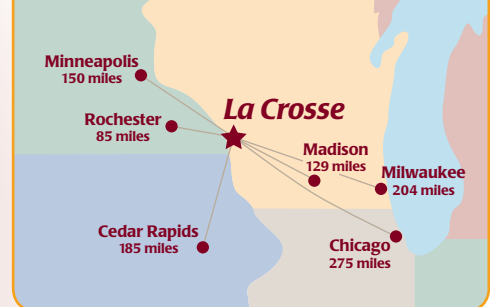 Minneapolis
150 miles
La Crosse
Rochester
85 miles
Madison
129 miles
Milwaukee
204 miles
Cedar Rapids
185 miles
Chicago
275 miles